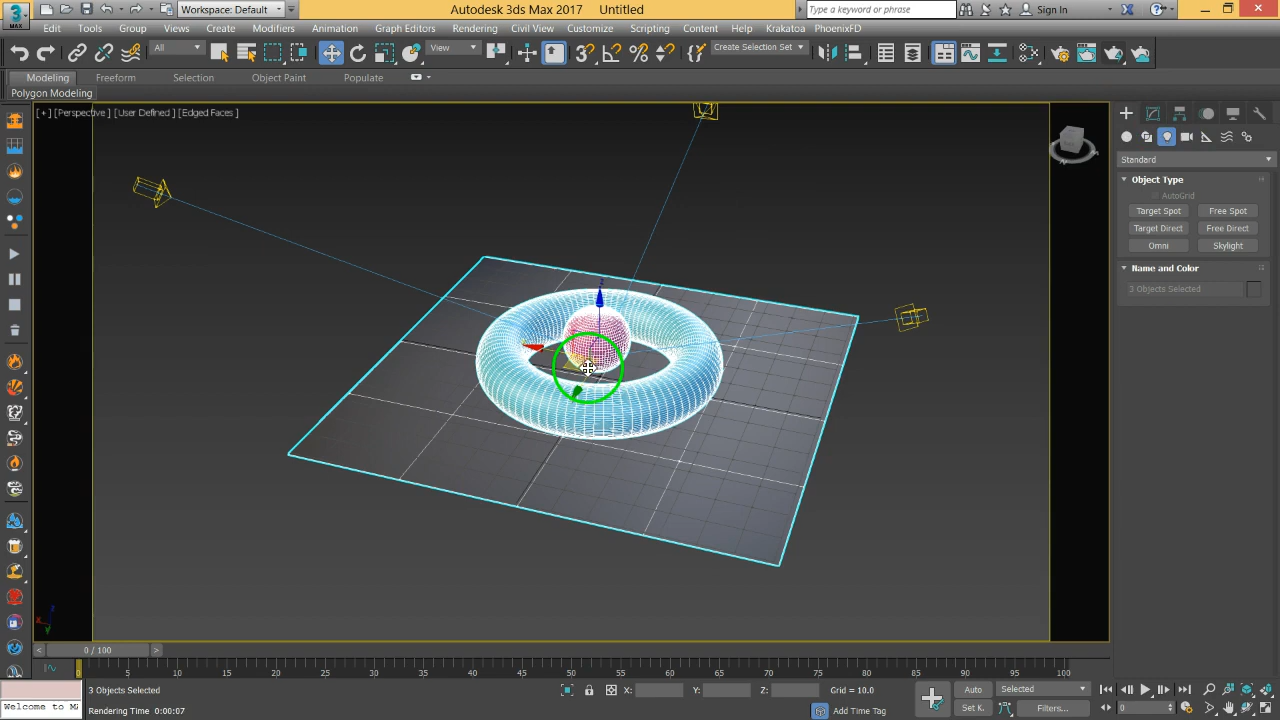 3 MAX
Workspace: Default
Autodesk 3ds Max 2017 Untitled
Type a keyword or phrase
Sign In
Edit Tools Group Views Create Modifiers Animation Graph Editors Rendering Civil View Customize Scripting Content Help Krakatoa PhoenixFD
All
View
Create Selection Set
Modeling Freeform Selection Object Paint Populate
Polygon Modeling
[ + ] [Perspective ] [User Defined ] [Edged Faces ]
Standard
Object Type
AutoGrid
Target Spot Free Spot
Target Direct Free Direct
Omni Skylight
Name and Color
3 Objects Selected
< 0 / 100 >
0 5 10 15 20 25 30 35 40 45 50 55 60 65 70 75 80 85 90 95 100
3 Objects Selected
X: Y: Z: Grid = 10.0
Auto Selected
Welcome to Ma
Rendering Time 0:00:07
Add Time Tag
Set K. Filters... 0